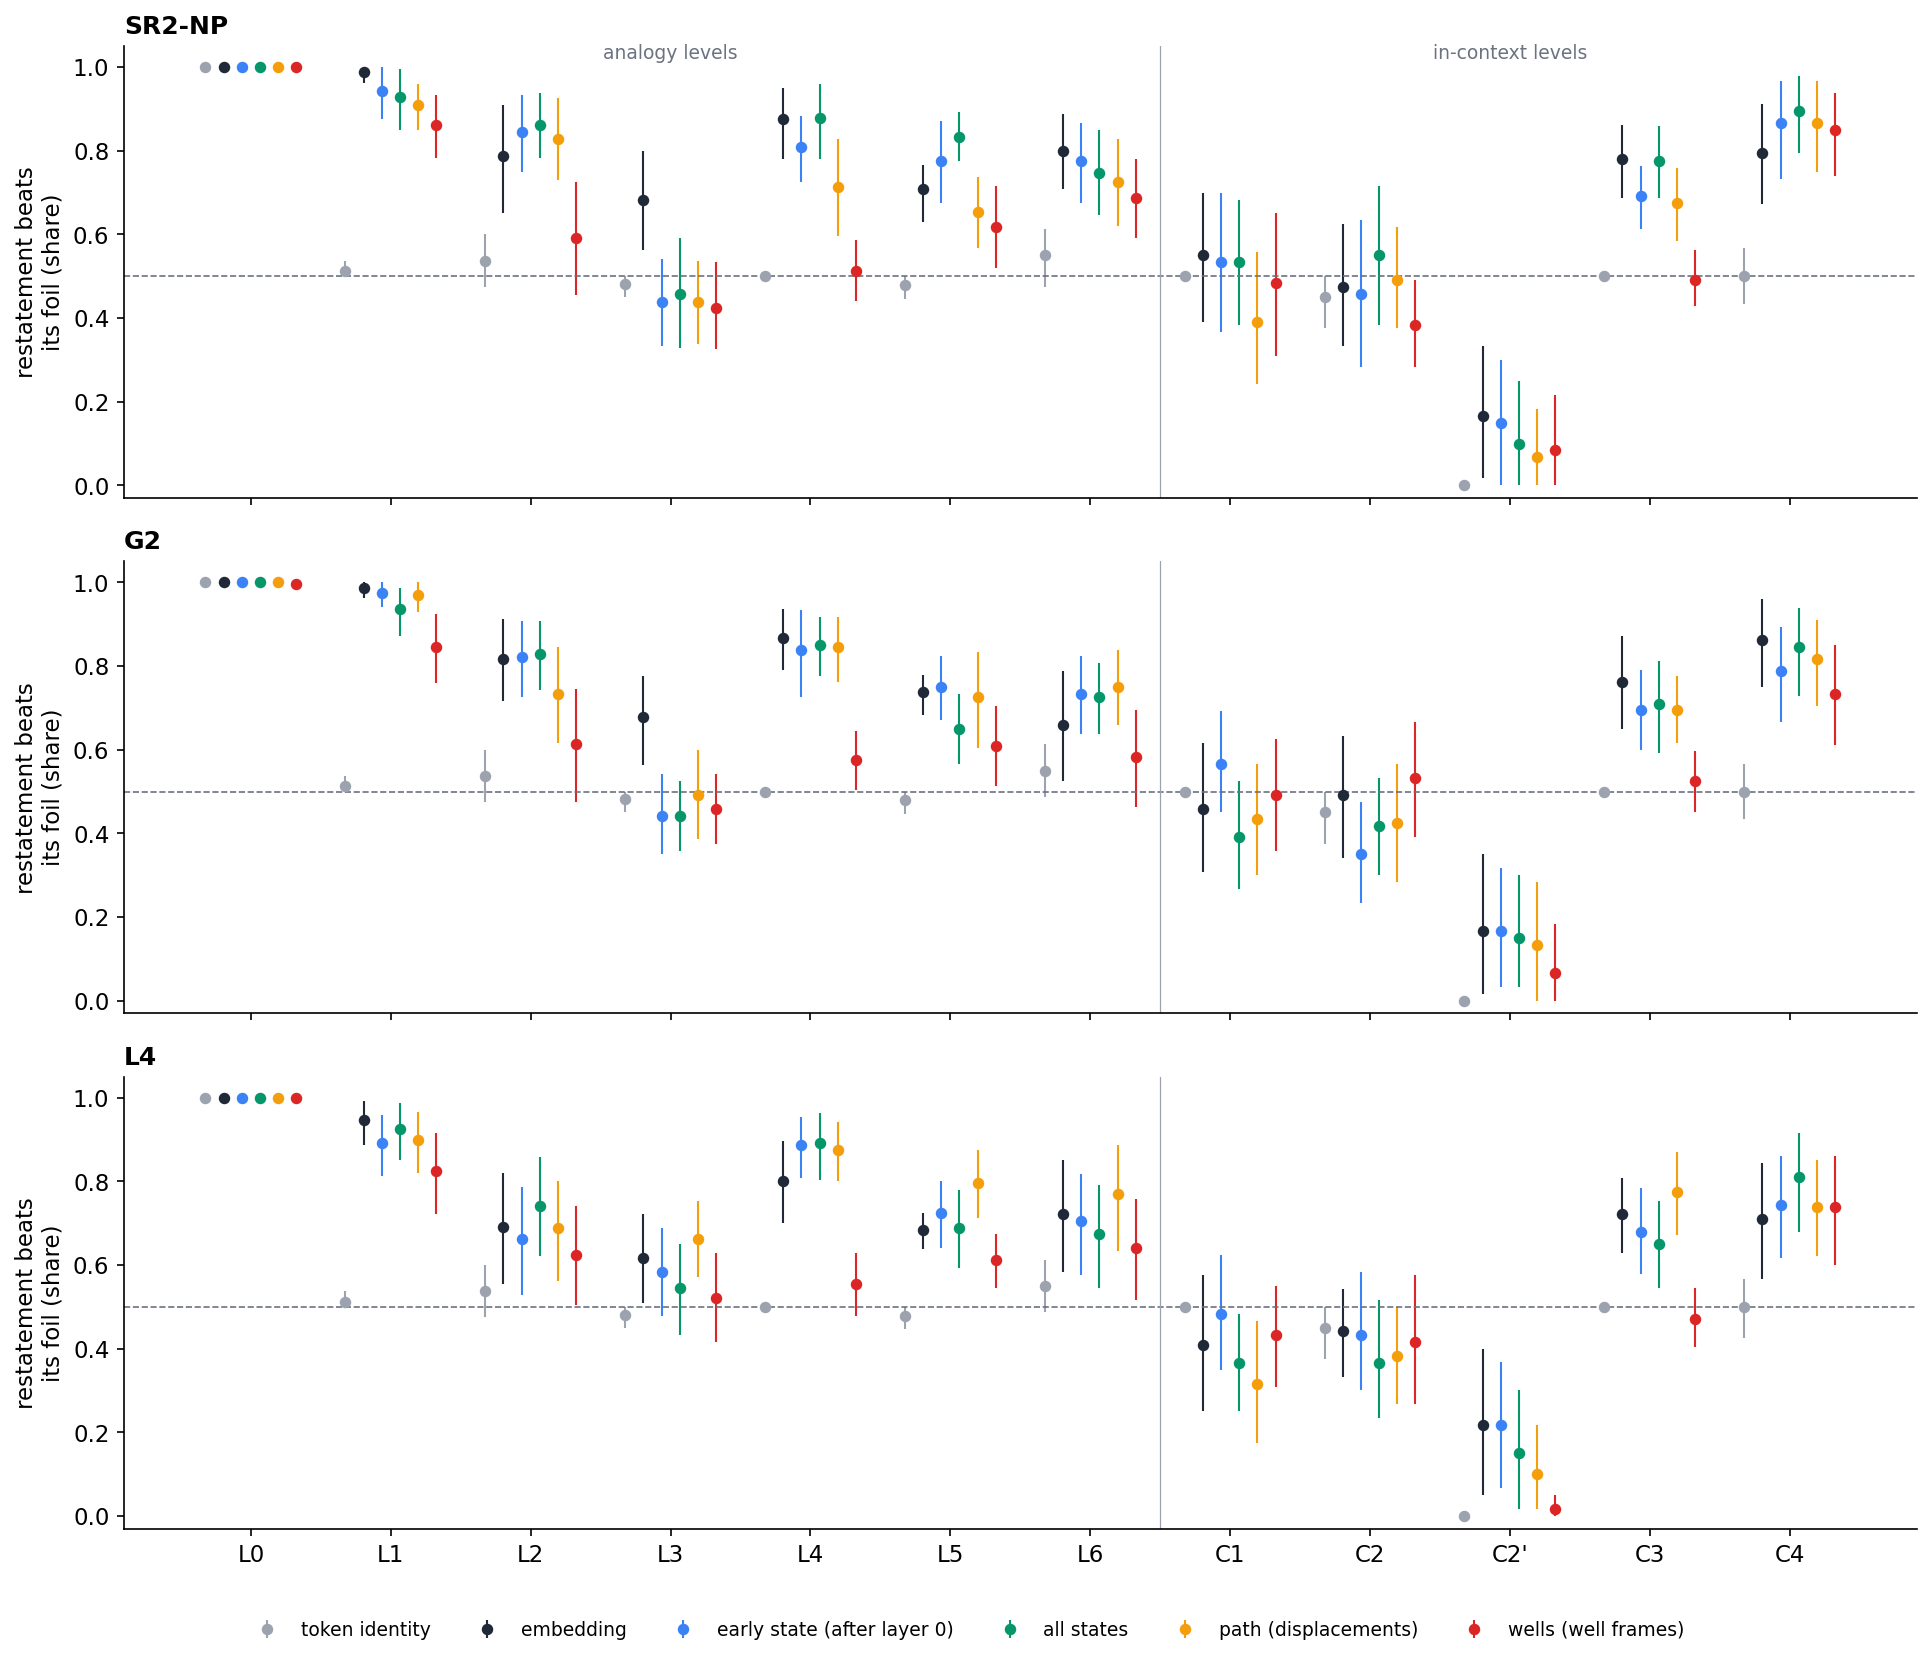 SR2-NP
analogy levels
in-context levels
restatement beats
its foil (share)
1.0
0.8
0.6
0.4
0.2
0.0
G2
restatement beats
its foil (share)
1.0
0.8
0.6
0.4
0.2
0.0
L4
restatement beats
its foil (share)
1.0
0.8
0.6
0.4
0.2
0.0
L0 L1 L2 L3 L4 L5 L6 C1 C2 C2' C3 C4
token identity embedding early state (after layer 0) all states path (displacements) wells (well frames)